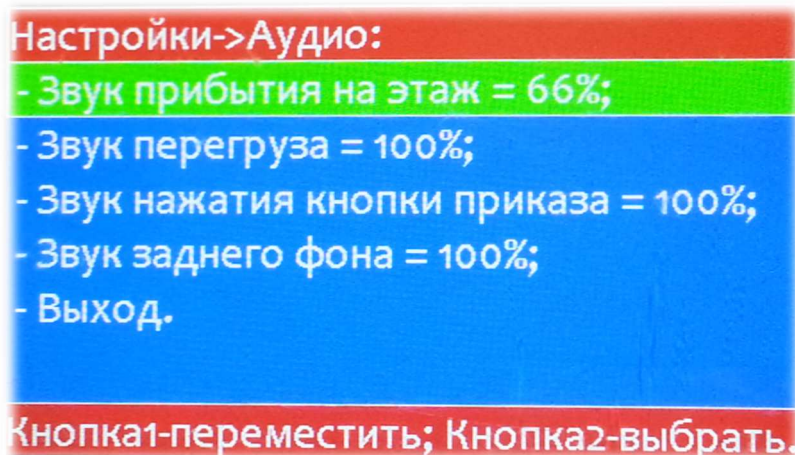 Настройки->Аудио:
- Звук прибытия на этаж = 66%;
- Звук перегруза = 100%;
- Звук нажатия кнопки приказа = 100%;
- Звук заднего фона = 100%;
- Выход.
Кнопка1-переместить; Кнопка2-выбрать.